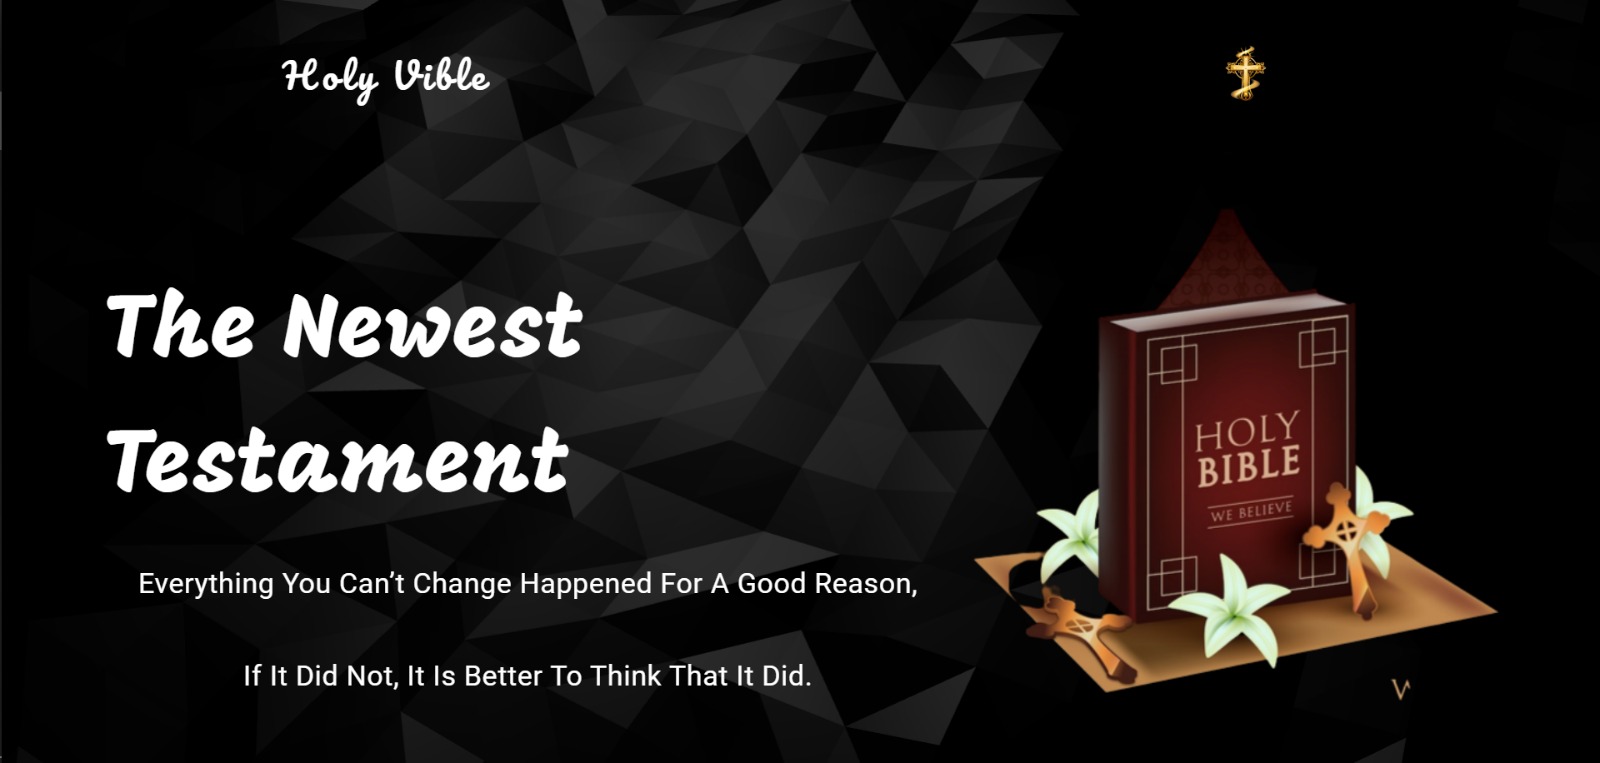 Holy Vible
The Newest
Testament
Everything You Can’t Change Happened For A Good Reason,
If It Did Not, It Is Better To Think That It Did.
HOLY
BIBLE
WE BELIEVE